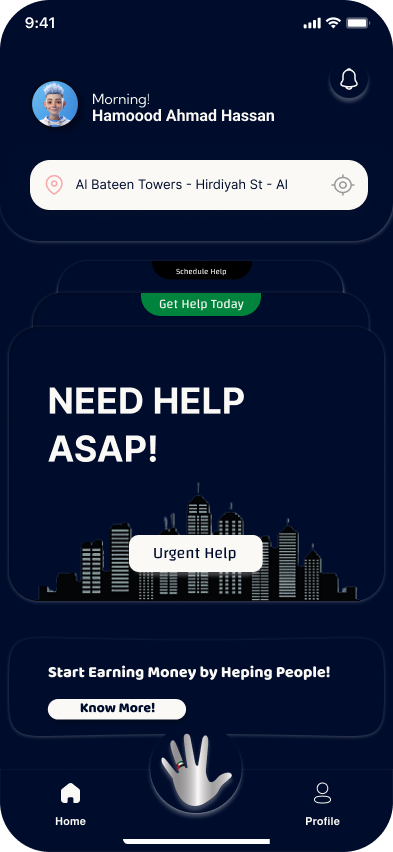 9:41
Morning!
Hamoood Ahmad Hassan
Al Bateen Towers - Hirdiyah St - Al
Schedule Help
Get Help Today
NEED HELP
ASAP!
Urgent Help
Start Earning Money by Heping People!
Know More!
Home
Profile